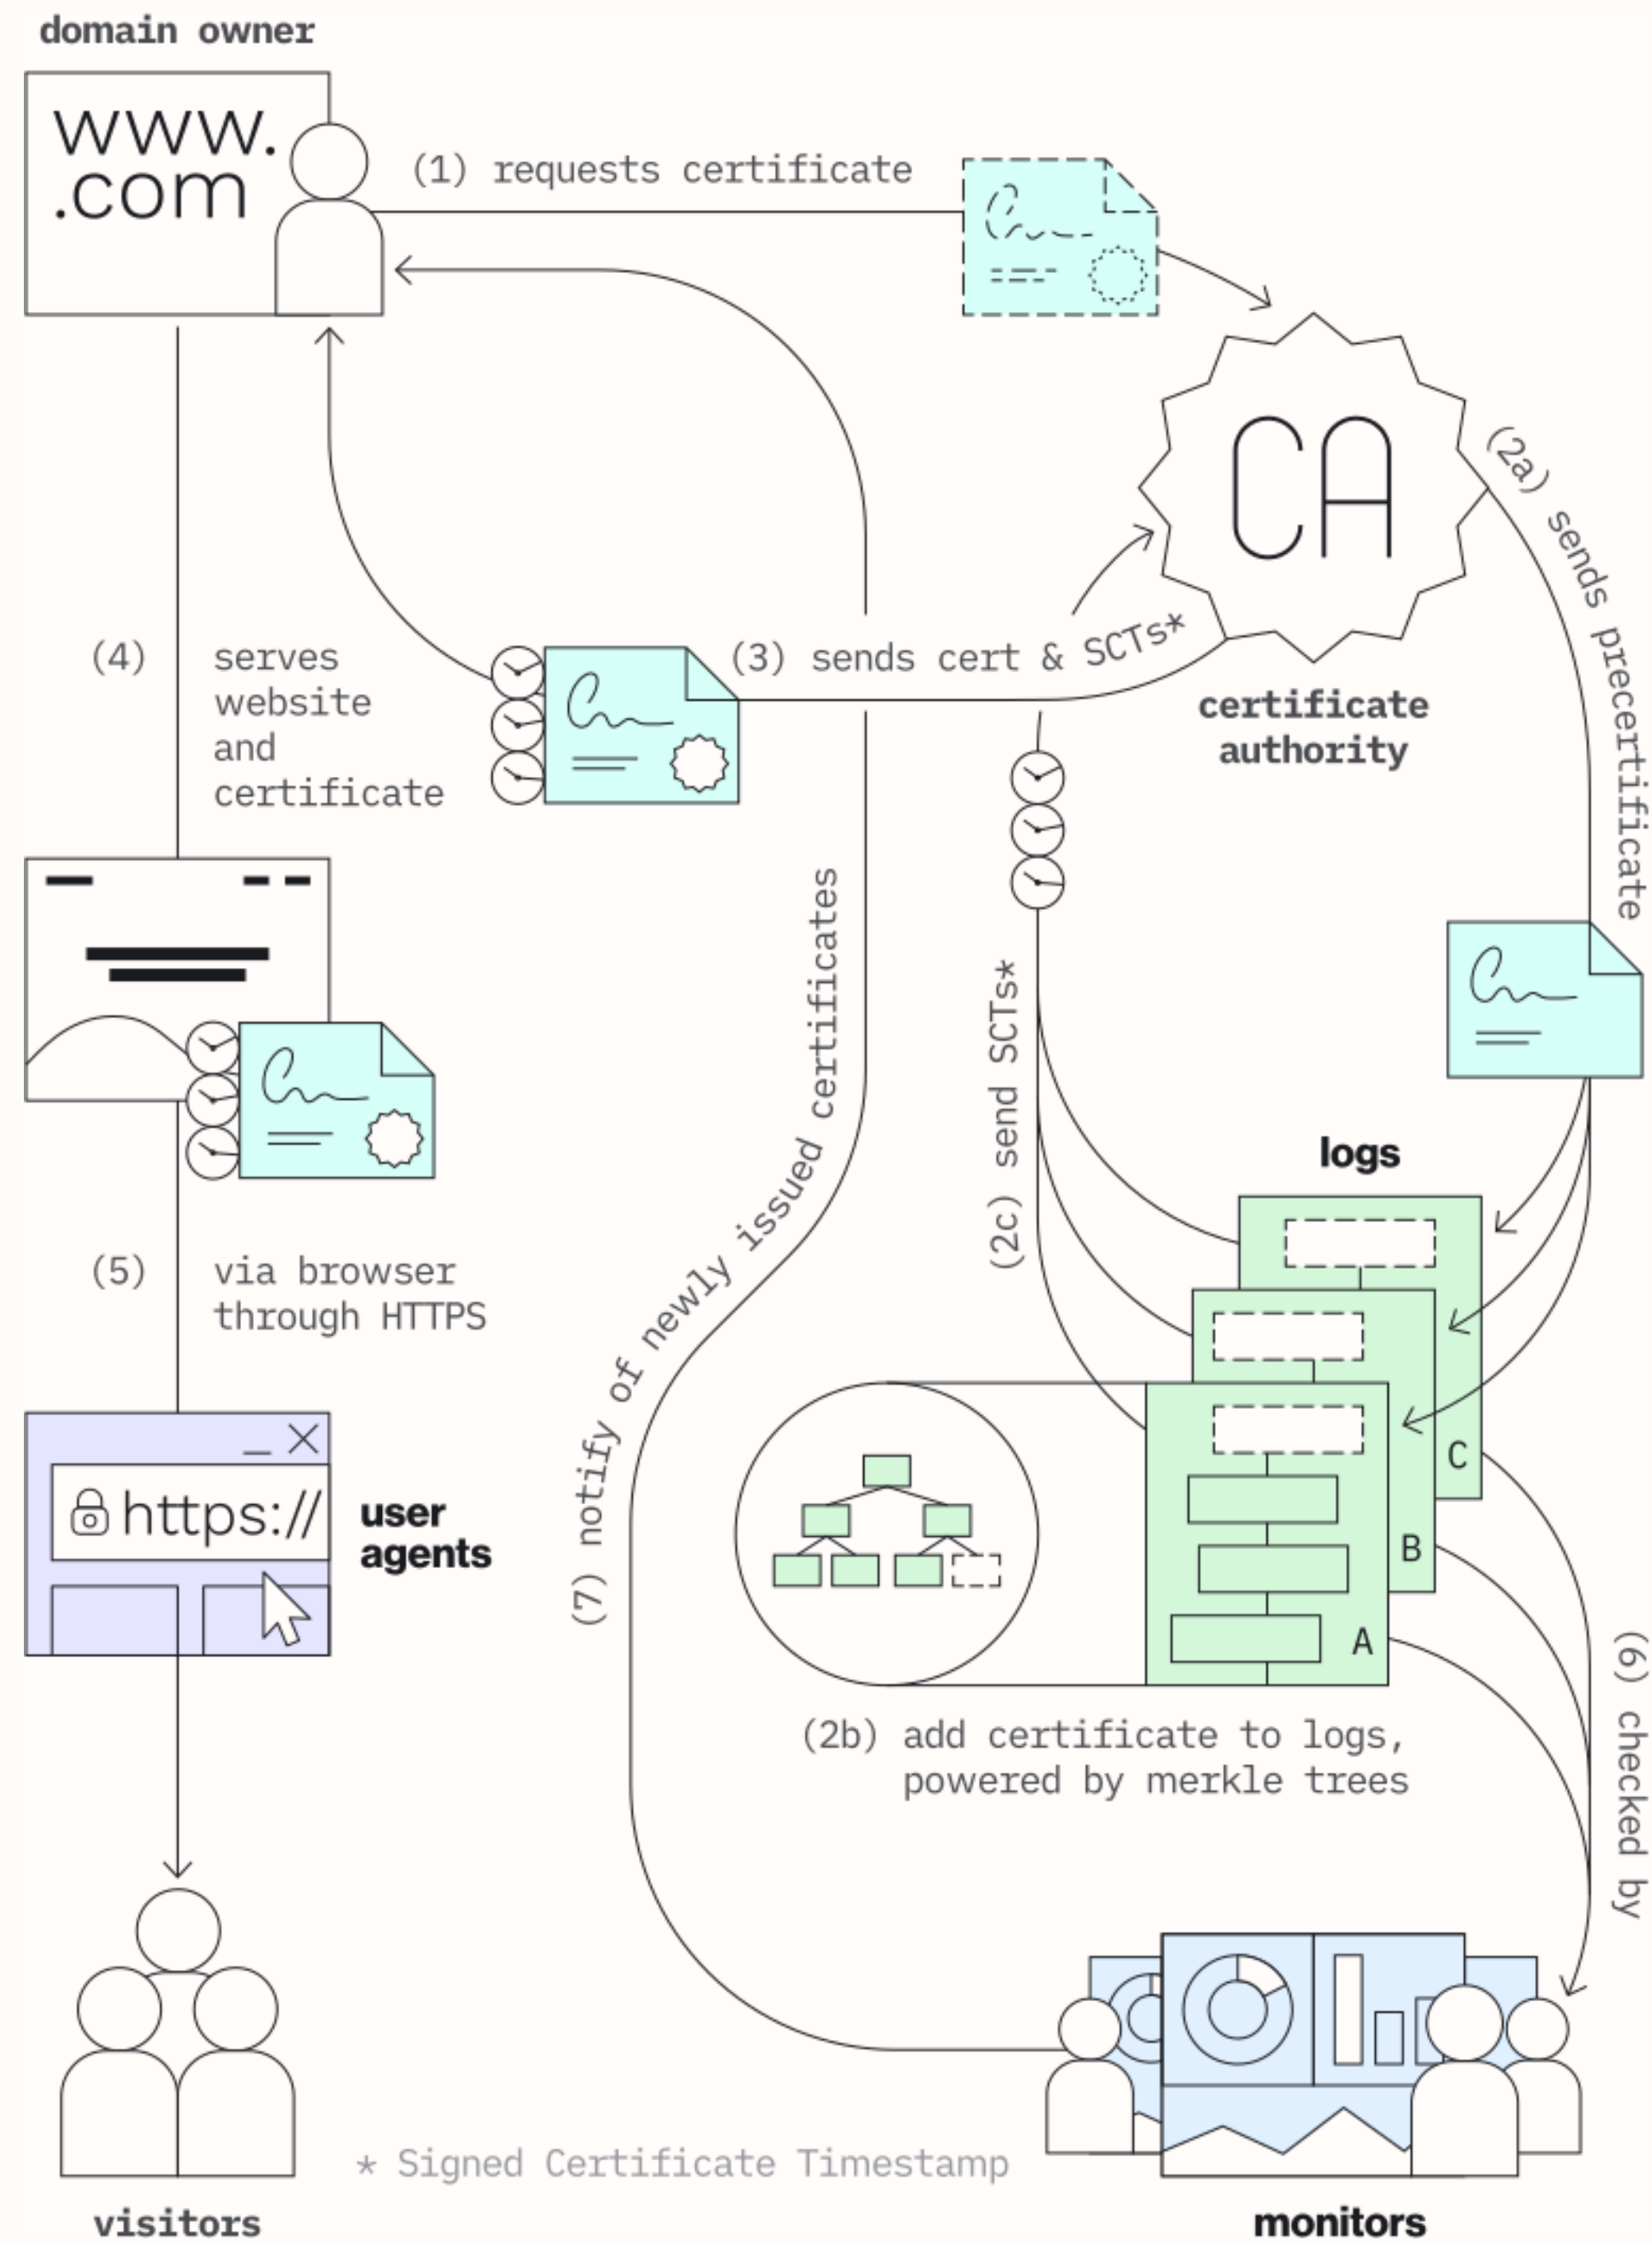 domain owner
www.
.com
(1) requests certificate
CA
(2a) sends precertificate
(3) sends cert & SCTs*
certificate
authority
(4) serves
website
and
certificate
(2c) send SCTs*
(7) notify of newly issued certificates
logs
(5) via browser
through HTTPS
https://
user
agents
C
B
A
(2b) add certificate to logs,
powered by merkle trees
(6) checked by
* Signed Certificate Timestamp
visitors
monitors